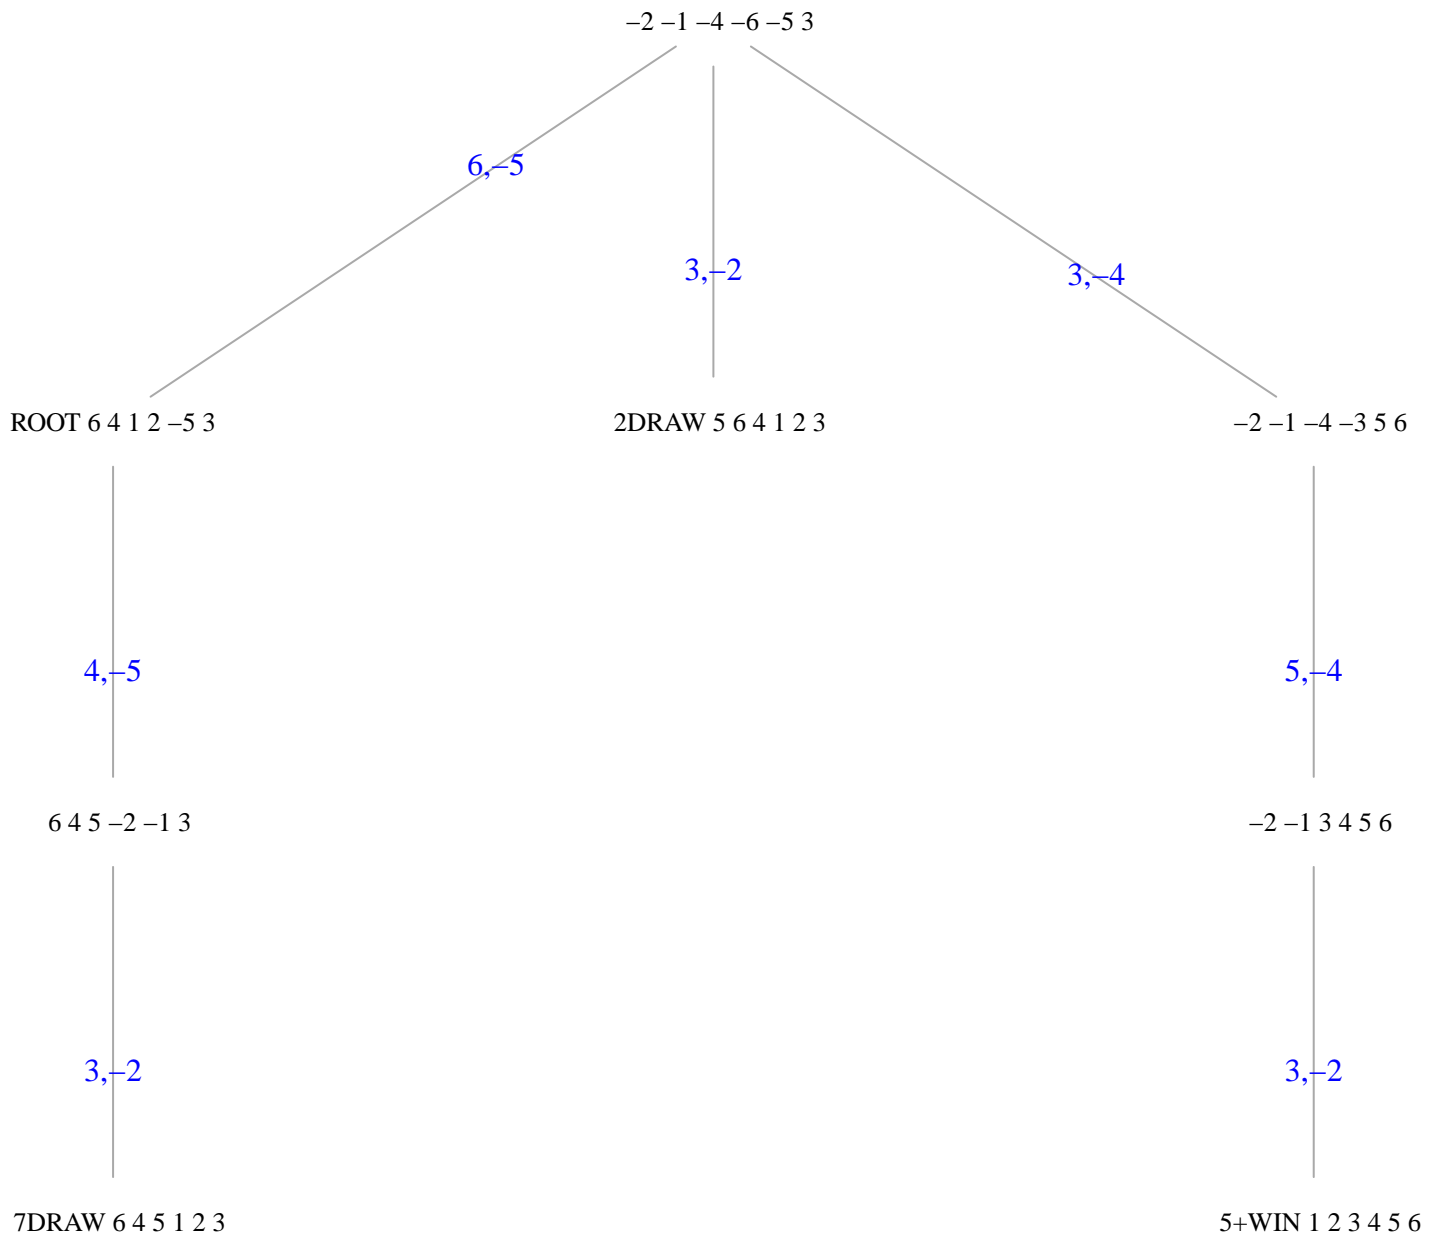 –2 –1 –4 –6 –5 3
6,–5
3,–2
3,–4
ROOT 6 4 1 2 –5 3
2DRAW 5 6 4 1 2 3
–2 –1 –4 –3 5 6
4,–5
5,–4
6 4 5 –2 –1 3
–2 –1 3 4 5 6
3,–2
3,–2
7DRAW 6 4 5 1 2 3
5+WIN 1 2 3 4 5 6